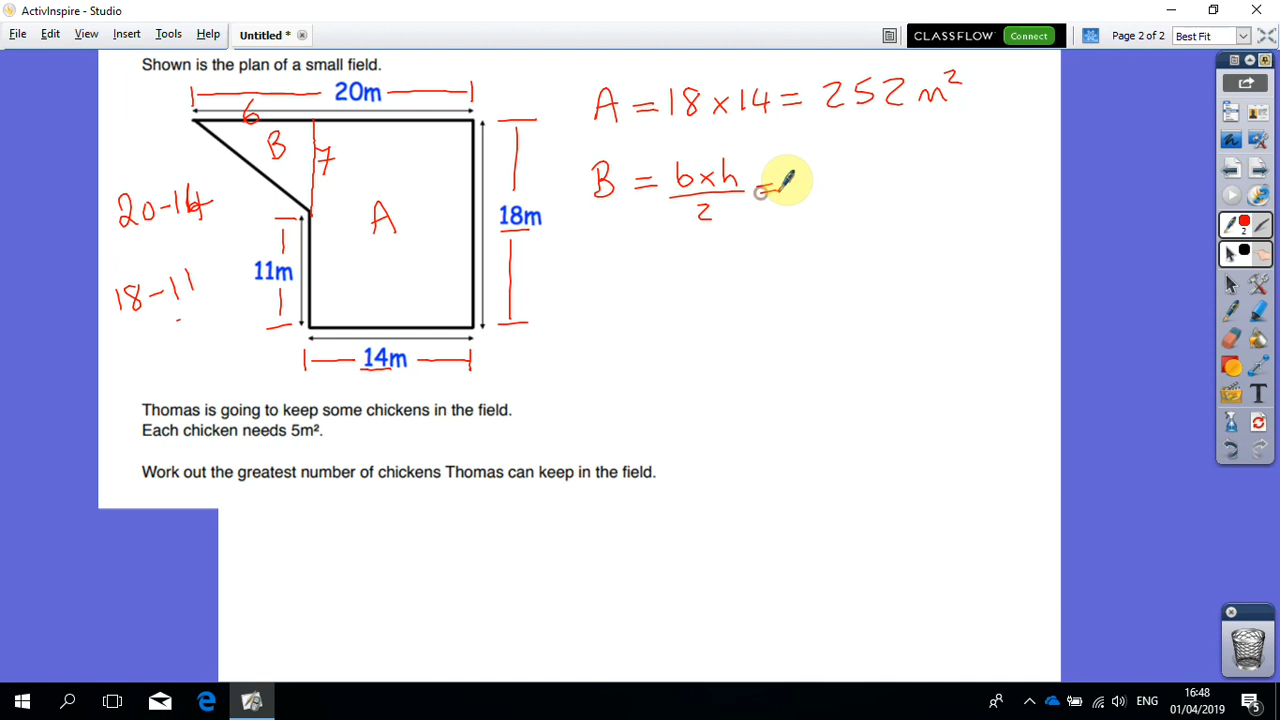 ActivInspire - Studio
File Edit View Insert Tools Help Untitled *
CLASSFLOW Connect Page 2 of 2 Best Fit
Shown is the plan of a small field.
20m
6
B
7
A
20-14
18m
11m
18-11
14m
A = 18 x 14 = 252 m²
B = b x h =
2
Thomas is going to keep some chickens in the field.
Each chicken needs 5m².
Work out the greatest number of chickens Thomas can keep in the field.
2
T
ENG
16:48
01/04/2019
5